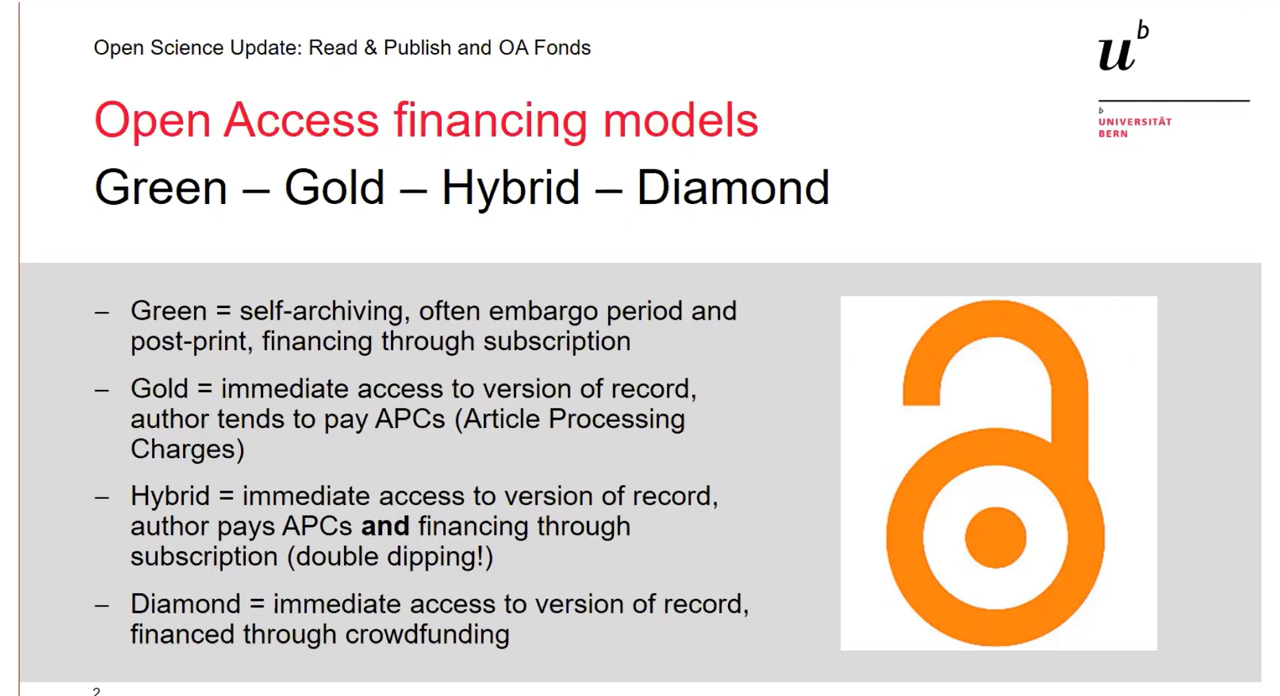 Open Science Update: Read & Publish and OA Fonds
u b
b
UNIVERSITÄT
BERN
Open Access financing models
Green – Gold – Hybrid – Diamond
– Green = self-archiving, often embargo period and
post-print, financing through subscription
– Gold = immediate access to version of record,
author tends to pay APCs (Article Processing
Charges)
– Hybrid = immediate access to version of record,
author pays APCs and financing through
subscription (double dipping!)
– Diamond = immediate access to version of record,
financed through crowdfunding
2